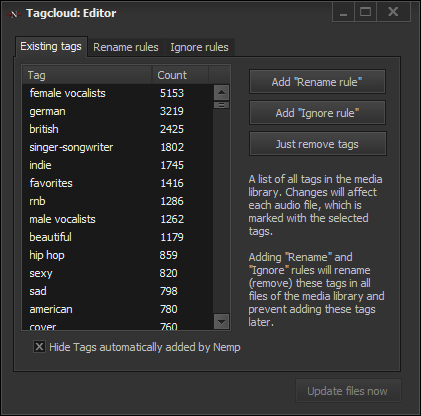 Tagcloud: Editor
Existing tags Rename rules Ignore rules
Tag Count
female vocalists 5153
german 3219
british 2425
singer-songwriter 1802
indie 1745
favorites 1416
rnb 1286
male vocalists 1262
beautiful 1179
hip hop 859
sexy 820
sad 798
american 780
cover 760
Hide Tags automatically added by Nemp
Add "Rename rule"
Add "Ignore rule"
Just remove tags
A list of all tags in the media
library. Changes will affect
each audio file, which is
marked with the selected
tags.
Adding "Rename" and
"Ignore" rules will rename
(remove) these tags in all
files of the media library and
prevent adding these tags
later.
Update files now